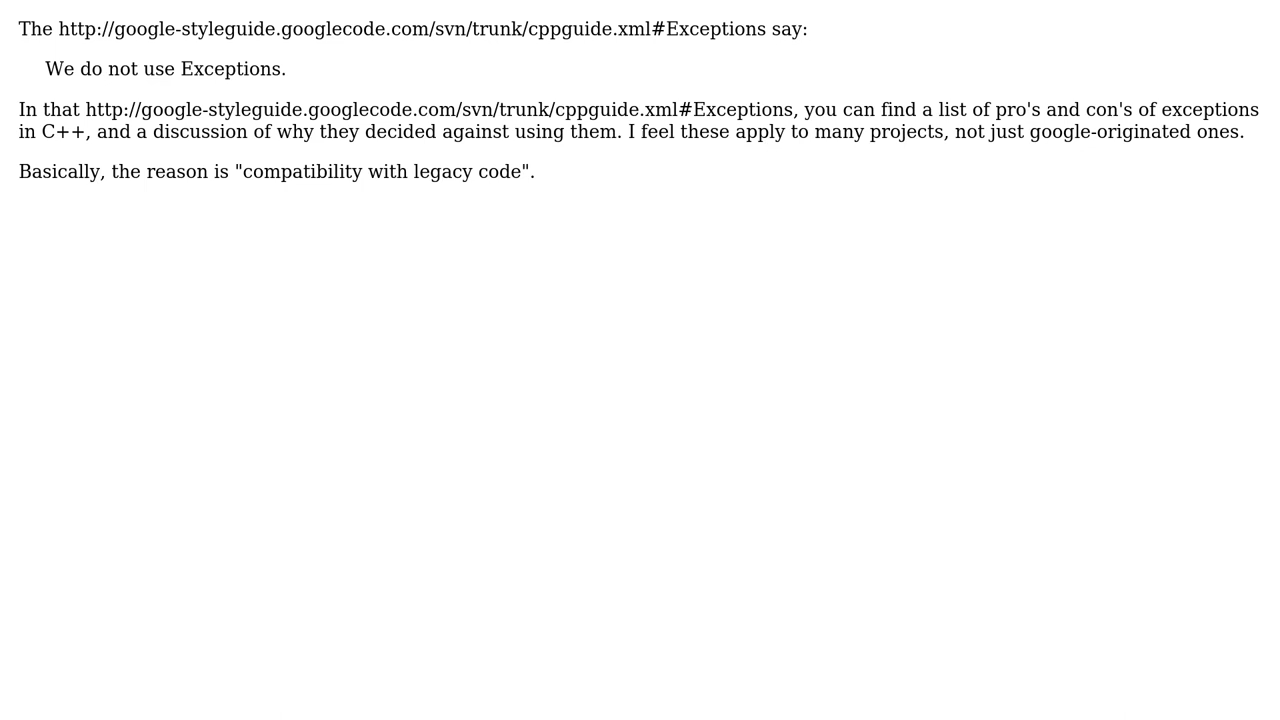 The http://google-styleguide.googlecode.com/svn/trunk/cppguide.xml#Exceptions say:
We do not use Exceptions.
In that http://google-styleguide.googlecode.com/svn/trunk/cppguide.xml#Exceptions, you can find a list of pro's and con's of exceptions
in C++, and a discussion of why they decided against using them. I feel these apply to many projects, not just google-originated ones.
Basically, the reason is "compatibility with legacy code".